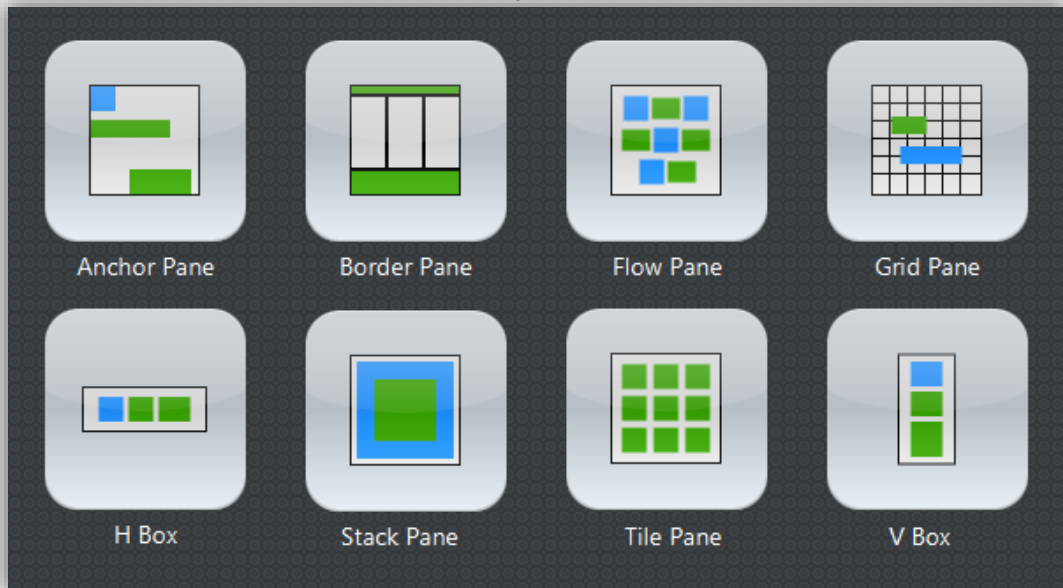 Anchor Pane
Border Pane
Flow Pane
Grid Pane
H Box
Stack Pane
Tile Pane
V Box